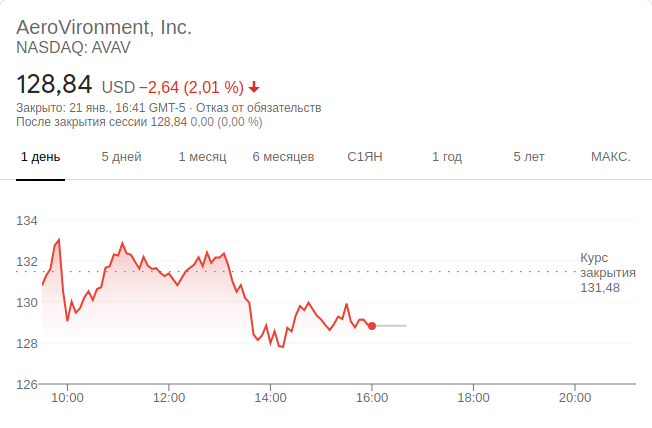 AeroVironment, Inc.
NASDAQ: AVAV
128,84 USD −2,64 (2,01 %)
Закрыто: 21 янв., 16:41 GMT-5 · Отказ от обязательств
После закрытия сессии 128,84 0,00 (0,00 %)
1 день 5 дней 1 месяц 6 месяцев С1ЯН 1 год 5 лет МАКС.
134
132
130
128
126
Курс
закрытия
131,48
10:00 12:00 14:00 16:00 18:00 20:00